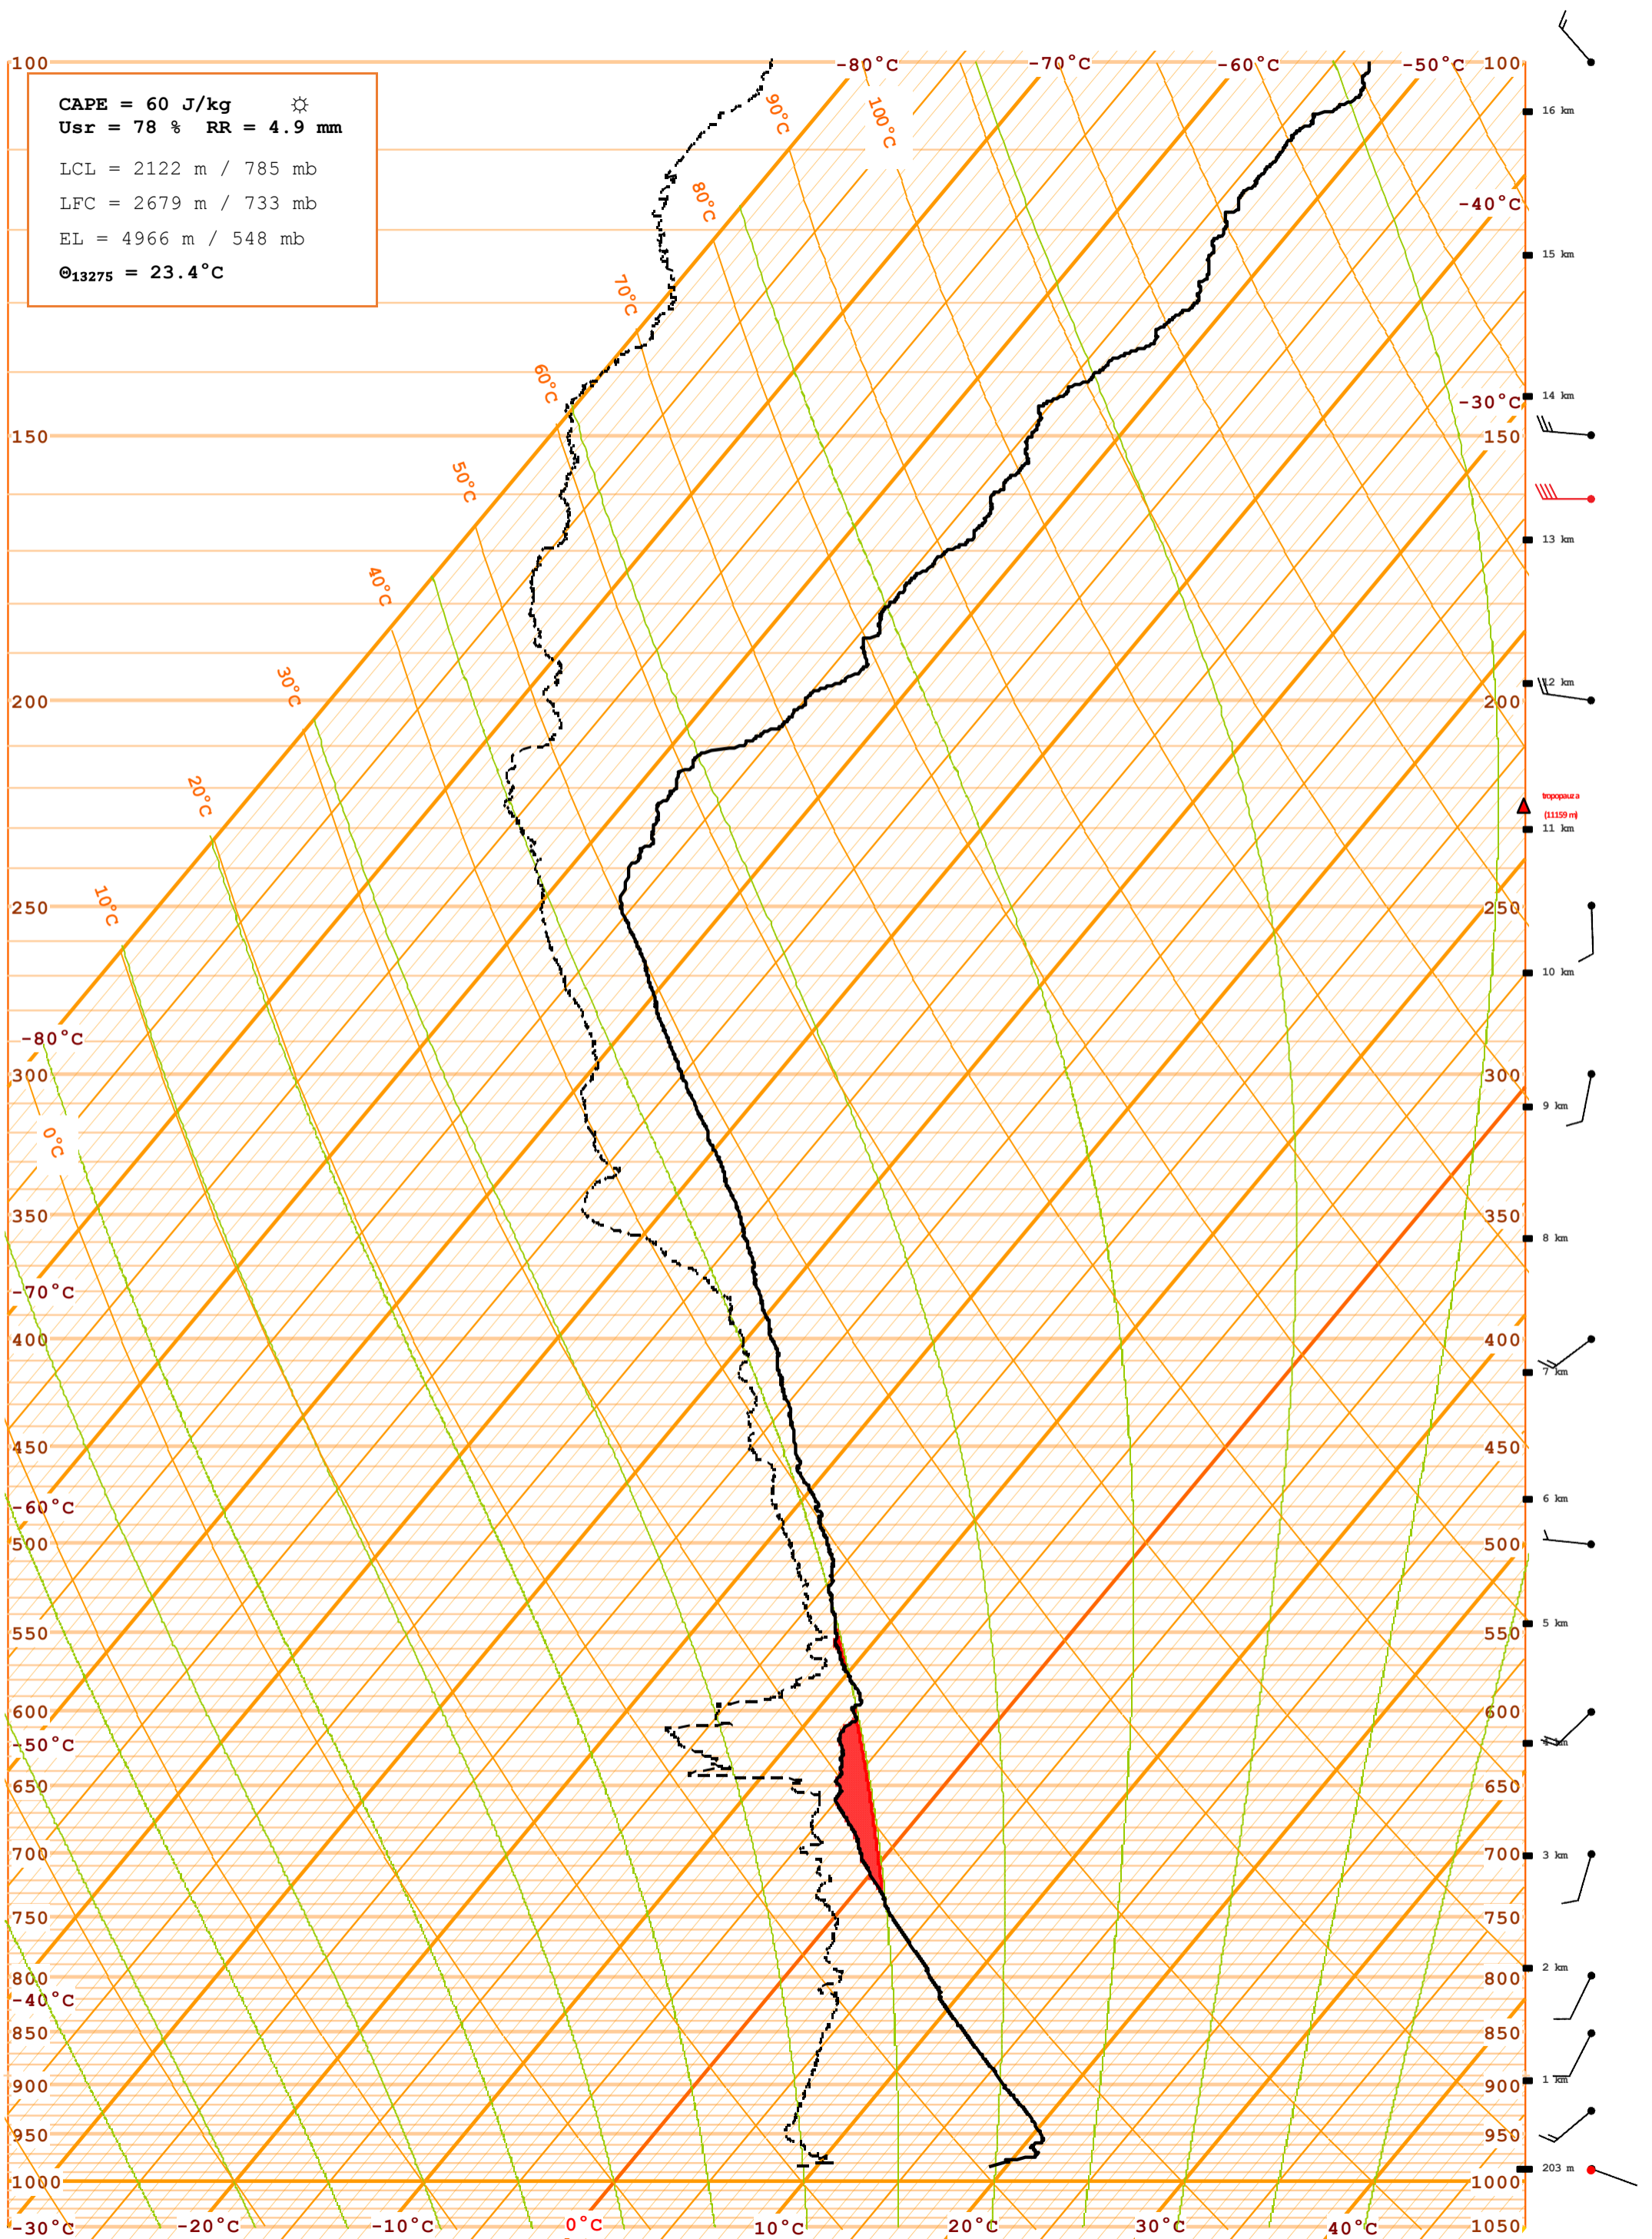 -80°C -70°C -60°C -50°C
100 100
CAPE = 60 J/kg ☼
Usr = 78 % RR = 4.9 mm
LCL = 2122 m / 785 mb
LFC = 2679 m / 733 mb
EL = 4966 m / 548 mb
Θ13275 = 23.4°C
90°C 100°C
16 km
80°C
-40°C
15 km
70°C
60°C
14 km
-30°C
150 150
50°C
13 km
40°C
30°C
12 km
200 200
20°C
tropopauza
(11159 m)
11 km
10°C
250 250
10 km
-80°C
300 300
9 km
0°C
350 350
8 km
-70°C
400 400
7 km
450 450
6 km
-60°C
500 500
5 km
550 550
600 600
-50°C
650 650
700 700
3 km
750 750
2 km
800 800
-40°C
850 850
1 km
900 900
950 950
203 m
1000 1000
-30°C -20°C -10°C 0°C 10°C 20°C 30°C 40°C 1050